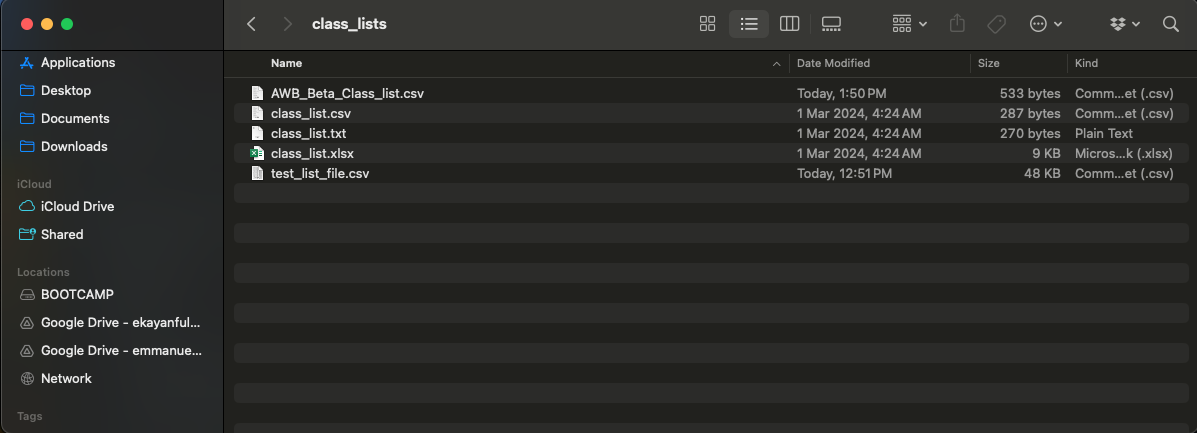 class_lists
Applications
Desktop
Documents
Downloads
iCloud
iCloud Drive
Shared
Locations
BOOTCAMP
Google Drive - ekayanful...
Google Drive - emmanue...
Network
Tags
Name Date Modified Size Kind
AWB_Beta_Class_list.csv Today, 1:50 PM 533 bytes Comm...et (.csv)
class_list.csv 1 Mar 2024, 4:24 AM 287 bytes Comm...et (.csv)
class_list.txt 1 Mar 2024, 4:24 AM 270 bytes Plain Text
class_list.xlsx 1 Mar 2024, 4:24 AM 9 KB Micros...k (.xlsx)
test_list_file.csv Today, 12:51 PM 48 KB Comm...et (.csv)